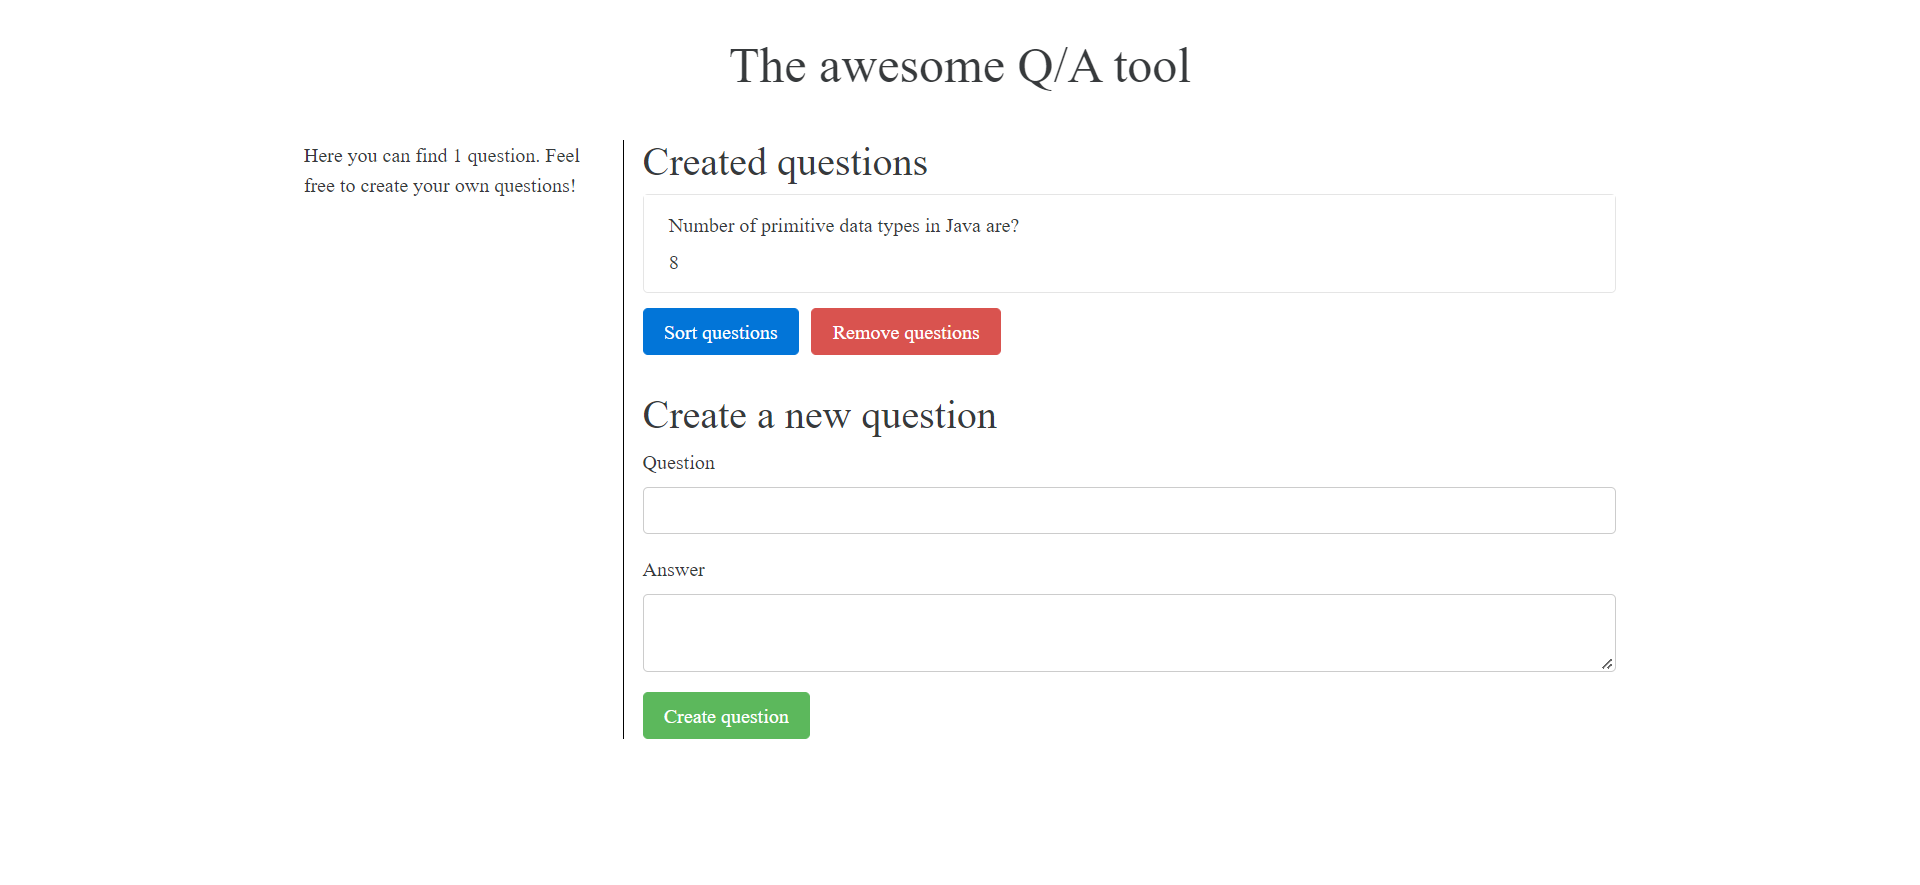 The awesome Q/A tool
Here you can find 1 question. Feel
free to create your own questions!
Created questions
Number of primitive data types in Java are?
8
Sort questions
Remove questions
Create a new question
Question
Answer
Create question